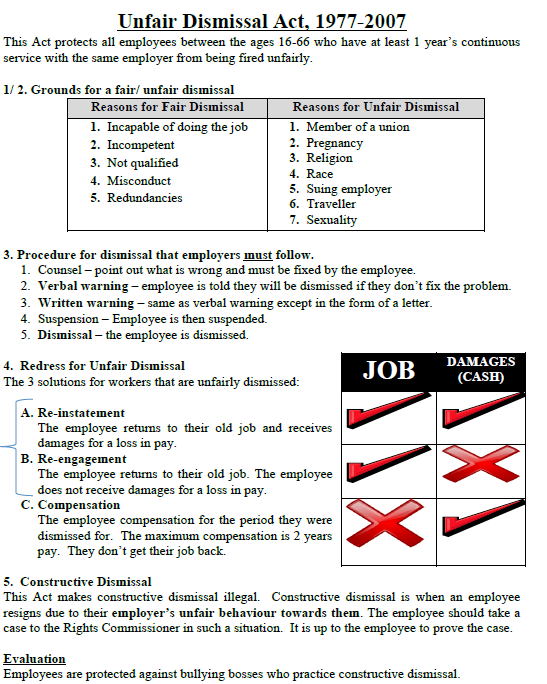 Unfair Dismissal Act, 1977-2007
This Act protects all employees between the ages 16-66 who have at least 1 year's continuous
service with the same employer from being fired unfairly.
1/ 2. Grounds for a fair/ unfair dismissal
Reasons for Fair Dismissal
1. Incapable of doing the job
2. Incompetent
3. Not qualified
4. Misconduct
5. Redundancies
Reasons for Unfair Dismissal
1. Member of a union
2. Pregnancy
3. Religion
4. Race
5. Suing employer
6. Traveller
7. Sexuality
3. Procedure for dismissal that employers must follow.
1. Counsel – point out what is wrong and must be fixed by the employee.
2. Verbal warning – employee is told they will be dismissed if they don't fix the problem.
3. Written warning – same as verbal warning except in the form of a letter.
4. Suspension – Employee is then suspended.
5. Dismissal – the employee is dismissed.
4. Redress for Unfair Dismissal
The 3 solutions for workers that are unfairly dismissed:
A. Re-instatement
The employee returns to their old job and receives
damages for a loss in pay.
B. Re-engagement
The employee returns to their old job. The employee
does not receive damages for a loss in pay.
C. Compensation
The employee compensation for the period they were
dismissed for. The maximum compensation is 2 years
pay. They don't get their job back.
JOB
DAMAGES
(CASH)
5. Constructive Dismissal
This Act makes constructive dismissal illegal. Constructive dismissal is when an employee
resigns due to their employer's unfair behaviour towards them. The employee should take a
case to the Rights Commissioner in such a situation. It is up to the employee to prove the case.
Evaluation
Employees are protected against bullying bosses who practice constructive dismissal.